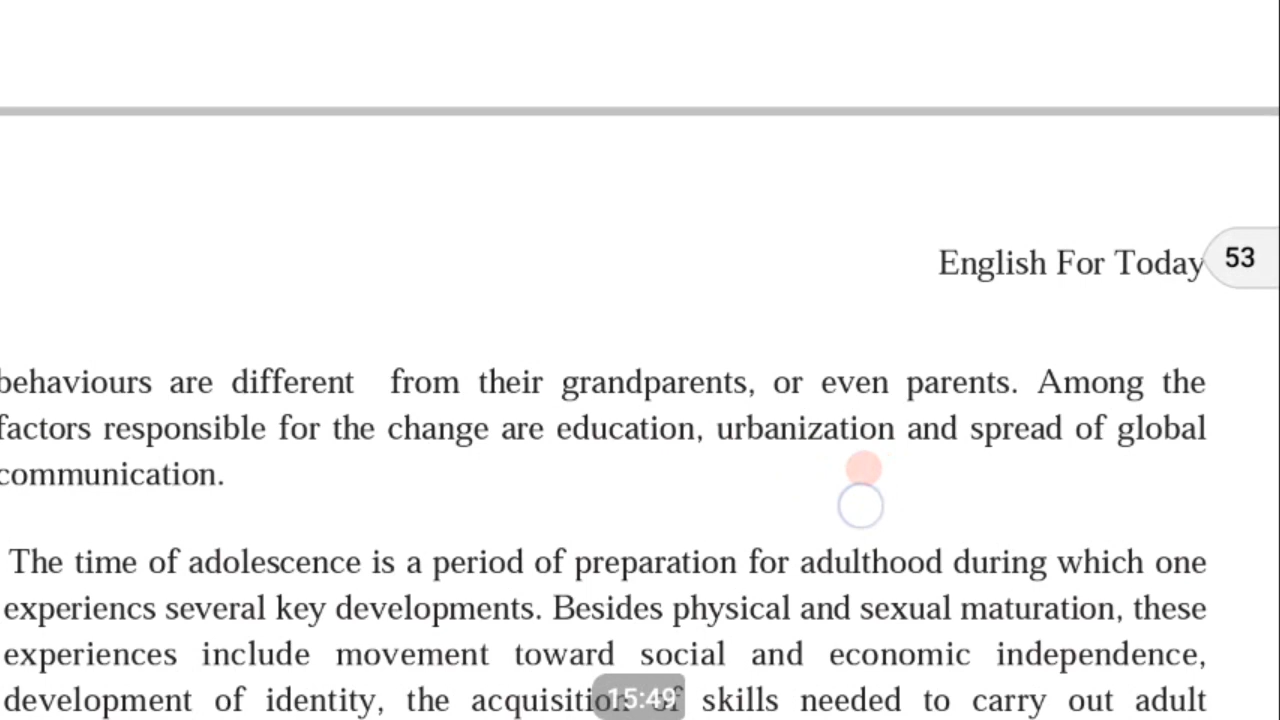 English For Today
53
behaviours are different from their grandparents, or even parents. Among the
factors responsible for the change are education, urbanization and spread of global
communication.
The time of adolescence is a period of preparation for adulthood during which one
experiencs several key developments. Besides physical and sexual maturation, these
experiences include movement toward social and economic independence,
development of identity, the acquisition of skills needed to carry out adult
15:49